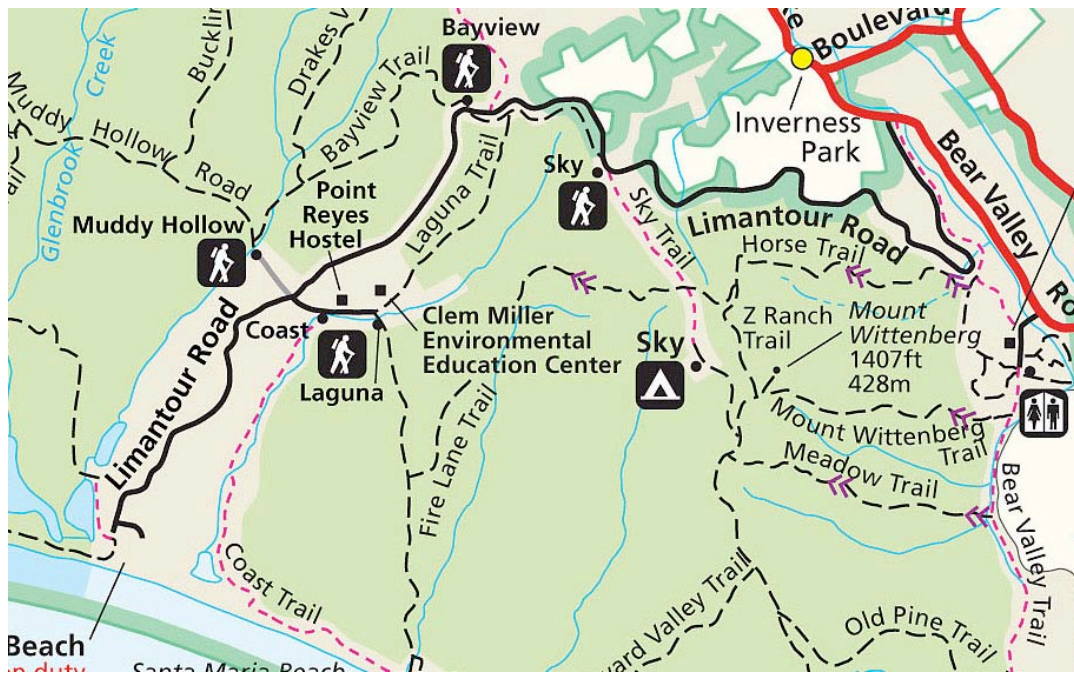 Bayview
Boulevard
Creek
Drakes
Bayview Trail
Muddy Hollow Road
Glenbrook
Inverness
Park
Bear Valley
Sky
Laguna Trail
Point
Reyes
Hostel
Muddy Hollow
Sky Trail
Limantour Road
Horse Trail
Z Ranch
Trail
Mount
Wittenberg
1407ft
428m
Limantour Road
Coast
Clem Miller
Environmental
Education Center
Laguna
Sky
Fire Lane Trail
Mount Wittenberg
Trail
Meadow Trail
Bear Valley Trail
Coast Trail
Valley Trail
Old Pine Trail
Beach
Santa Maria Beach